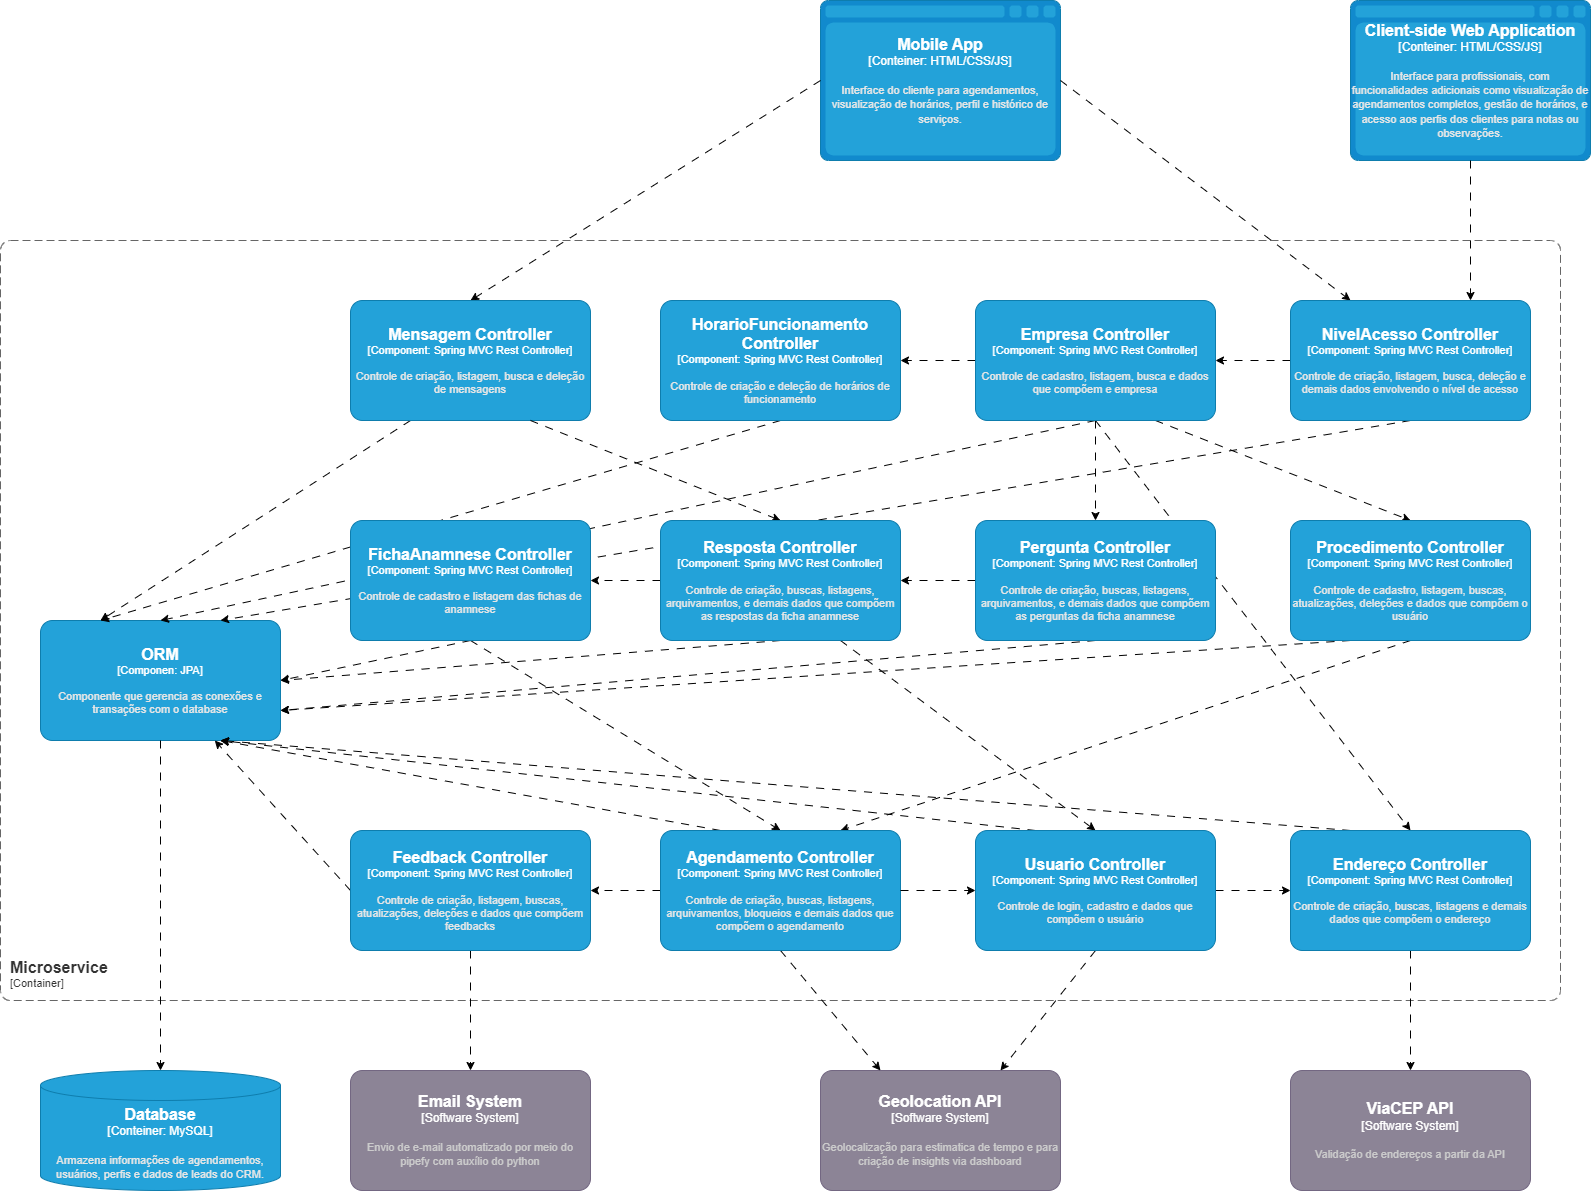 Mobile App
[Conteiner: HTML/CSS/JS]
Interface do cliente para agendamentos,
visualização de horários, perfil e histórico de
serviços.
Client-side Web Application
[Conteiner: HTML/CSS/JS]
Interface para profissionais, com
funcionalidades adicionais como visualização de
agendamentos completos, gestão de horários, e
acesso aos perfis dos clientes para notas ou
observações.
Mensagem Controller
[Component: Spring MVC Rest Controller]
Controle de criação, listagem, busca e deleção
de mensagens
HorarioFuncionamento
Controller
[Component: Spring MVC Rest Controller]
Controle de criação e deleção de horários de
funcionamento
Empresa Controller
[Component: Spring MVC Rest Controller]
Controle de cadastro, listagem, busca e dados
que compõem e empresa
NivelAcesso Controller
[Component: Spring MVC Rest Controller]
Controle de criação, listagem, busca, deleção e
demais dados envolvendo o nível de acesso
FichaAnamnese Controller
[Component: Spring MVC Rest Controller]
Controle de cadastro e listagem das fichas de
anamnese
Resposta Controller
[Component: Spring MVC Rest Controller]
Controle de criação, buscas, listagens,
arquivamentos, e demais dados que compõem
as respostas da ficha anamnese
Pergunta Controller
[Component: Spring MVC Rest Controller]
Controle de criação, buscas, listagens,
arquivamentos, e demais dados que compõem
as perguntas da ficha anamnese
Procedimento Controller
[Component: Spring MVC Rest Controller]
Controle de cadastro, listagem, buscas,
atualizações, deleções e dados que compõem o
usuário
ORM
[Componen: JPA]
Componente que gerencia as conexões e
transações com o database
Feedback Controller
[Component: Spring MVC Rest Controller]
Controle de criação, listagem, buscas,
atualizações, deleções e dados que compõem
feedbacks
Agendamento Controller
[Component: Spring MVC Rest Controller]
Controle de criação, buscas, listagens,
arquivamentos, bloqueios e demais dados que
compõem o agendamento
Usuario Controller
[Component: Spring MVC Rest Controller]
Controle de login, cadastro e dados que
compõem o usuário
Endereço Controller
[Component: Spring MVC Rest Controller]
Controle de criação, buscas, listagens e demais
dados que compõem o endereço
Microservice
[Container]
Database
[Conteiner: MySQL]
Armazena informações de agendamentos,
usuários, perfis e dados de leads do CRM.
Email System
[Software System]
Envio de e-mail automatizado por meio do
pipefy com auxílio do python
Geolocation API
[Software System]
Geolocalização para estimatica de tempo e para
criação de insights via dashboard
ViaCEP API
[Software System]
Validação de endereços a partir da API